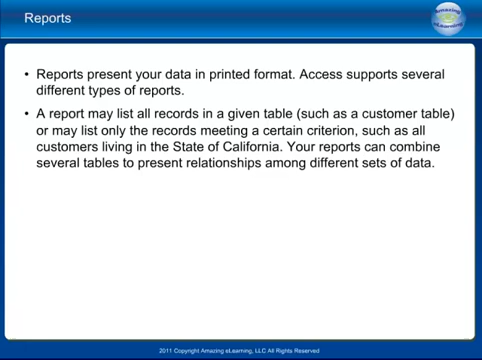 Reports
Amazing
eLearning
• Reports present your data in printed format. Access supports several
different types of reports.
• A report may list all records in a given table (such as a customer table)
or may list only the records meeting a certain criterion, such as all
customers living in the State of California. Your reports can combine
several tables to present relationships among different sets of data.
2011 Copyright Amazing eLearning, LLC All Rights Reserved